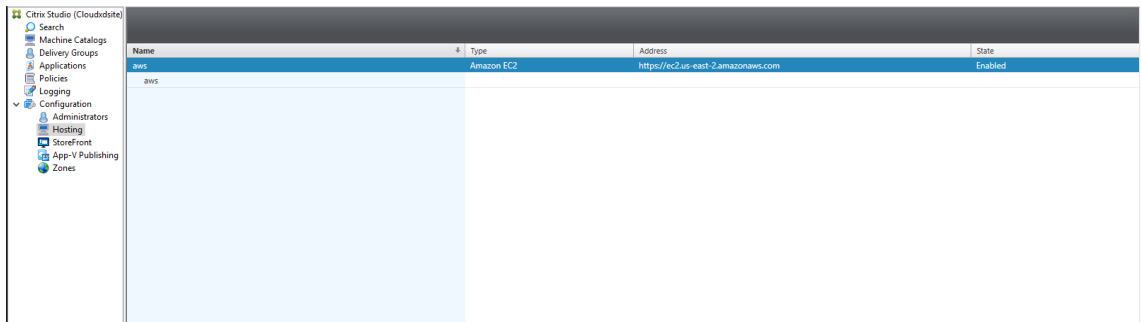 Citrix Studio (Cloudxdsite)
Search
Machine Catalogs
Delivery Groups
Applications
Policies
Logging
Configuration
Administrators
Hosting
StoreFront
App-V Publishing
Zones
Name Type Address State
aws Amazon EC2 https://ec2.us-east-2.amazonaws.com Enabled
aws